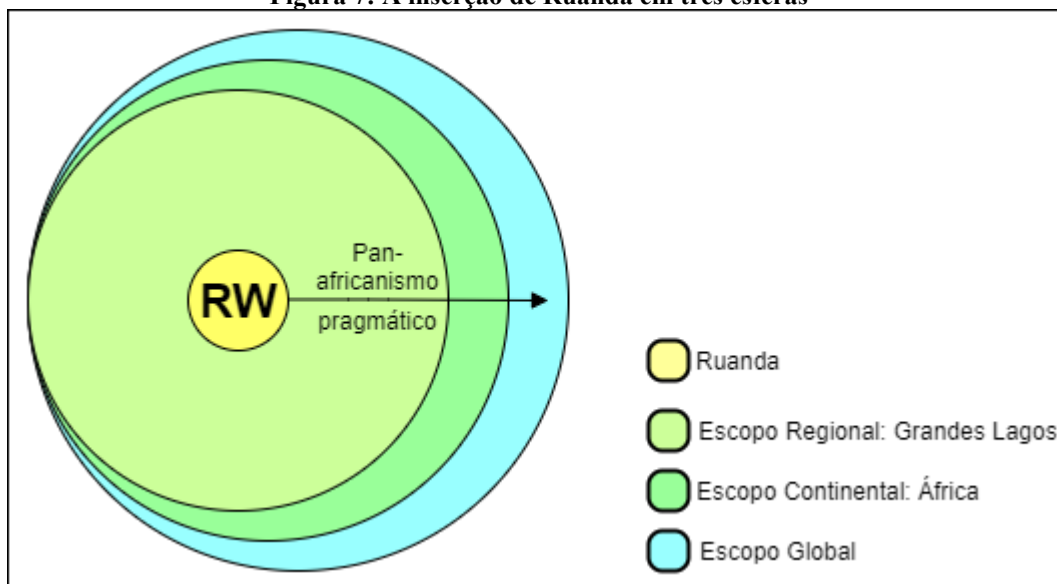 Figura 7: A inserção de Ruanda em três esferas
Pan-
africanismo
RW
pragmático
Ruanda
Escopo Regional: Grandes Lagos
Escopo Continental: África
Escopo Global